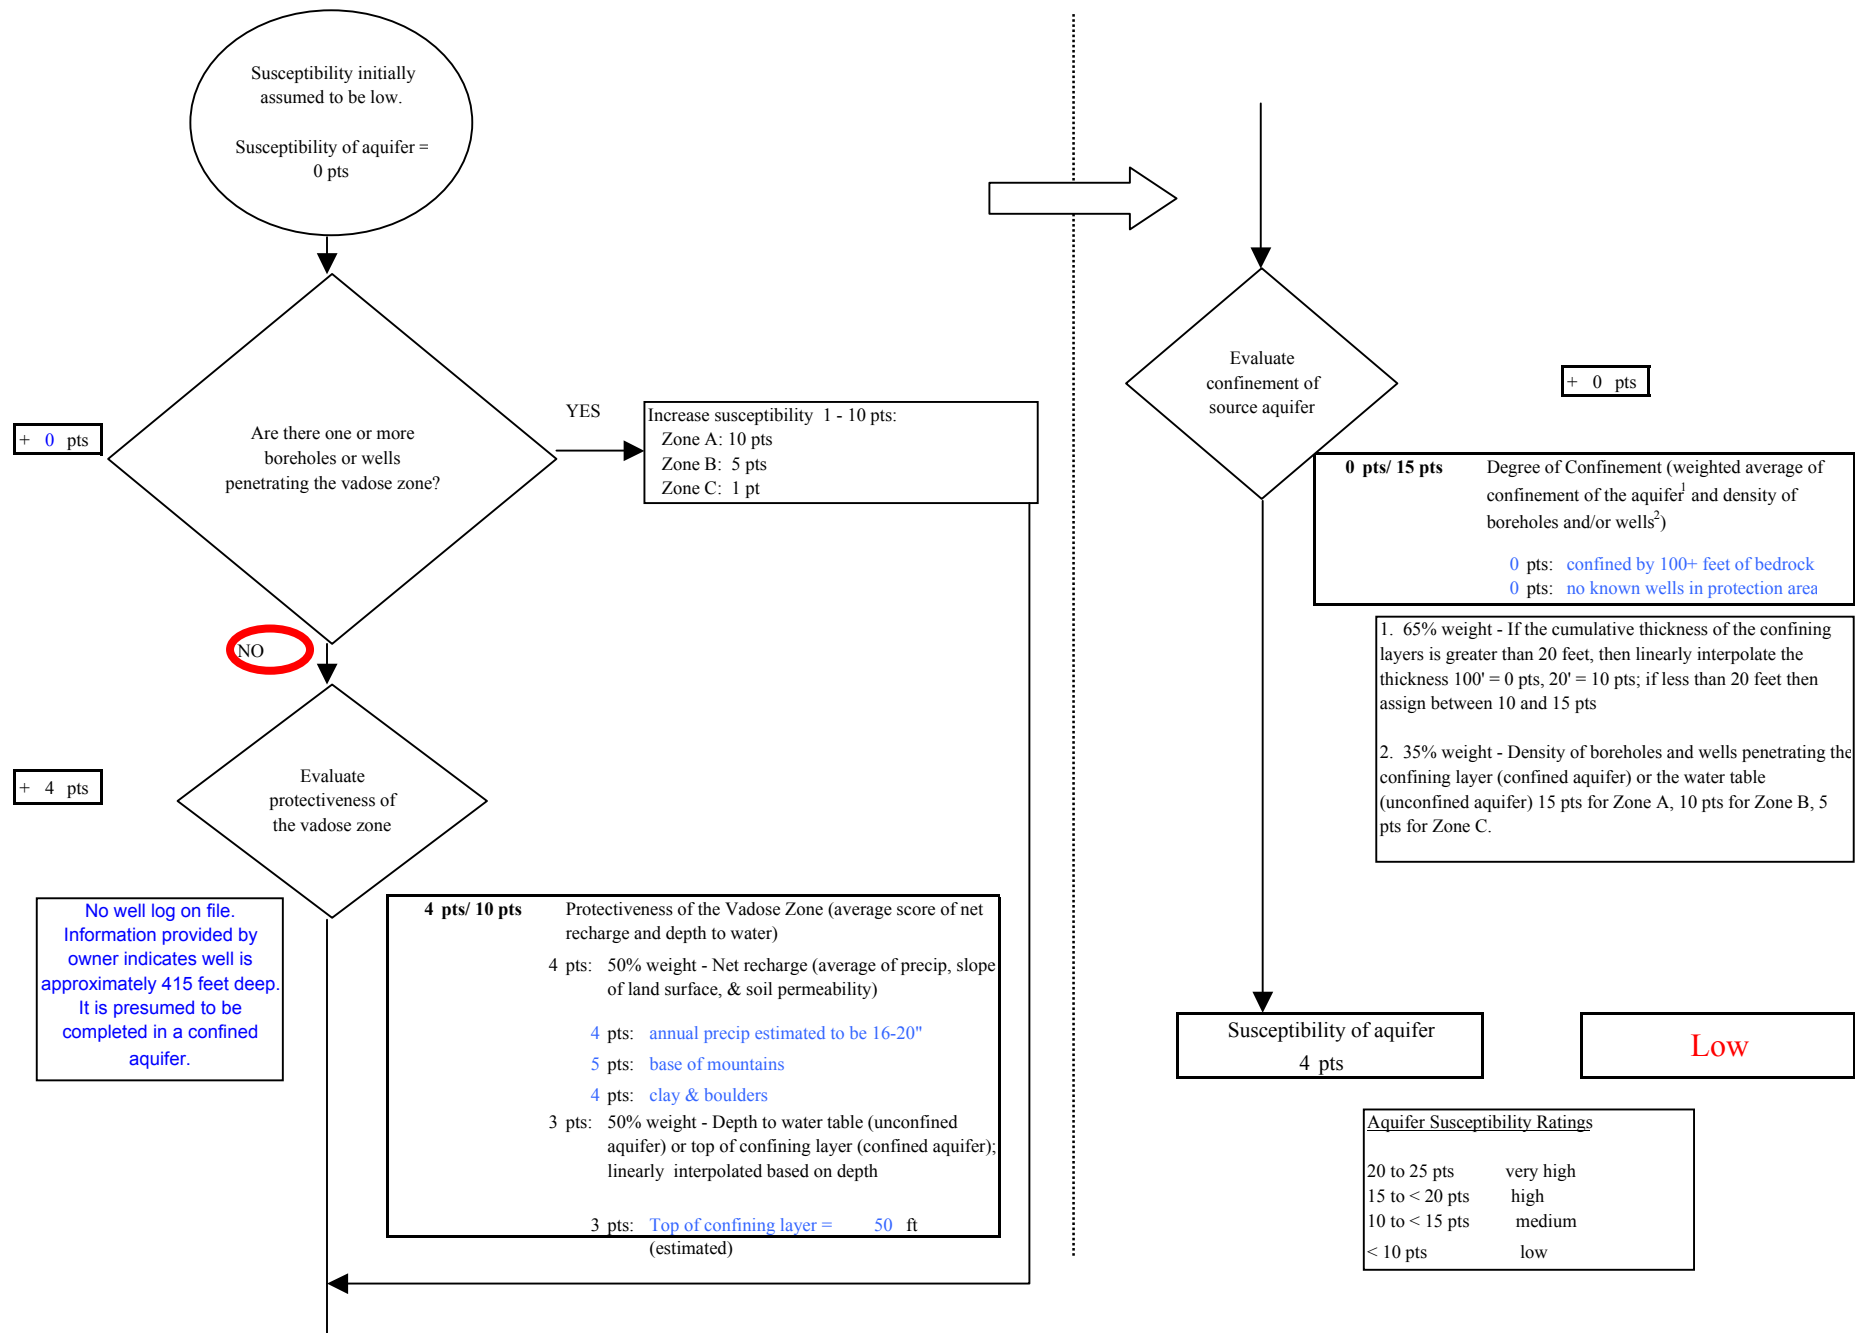 Susceptibility initially
assumed to be low.
Susceptibility of aquifer =
0 pts
Are there one or more
boreholes or wells
penetrating the vadose zone?
+ 0 pts
YES
Increase susceptibility 1 - 10 pts:
Zone A: 10 pts
Zone B: 5 pts
Zone C: 1 pt
NO
Evaluate
protectiveness of
the vadose zone
+ 4 pts
No well log on file.
Information provided by
owner indicates well is
approximately 415 feet deep.
It is presumed to be
completed in a confined
aquifer.
4 pts/ 10 pts Protectiveness of the Vadose Zone (average score of net
recharge and depth to water)
4 pts: 50% weight - Net recharge (average of precip, slope
of land surface, & soil permeability)
4 pts: annual precip estimated to be 16-20"
5 pts: base of mountains
4 pts: clay & boulders
3 pts: 50% weight - Depth to water table (unconfined
aquifer) or top of confining layer (confined aquifer);
linearly interpolated based on depth
3 pts: Top of confining layer = 50 ft
(estimated)
Evaluate
confinement of
source aquifer
+ 0 pts
0 pts/ 15 pts Degree of Confinement (weighted average of
confinement of the aquifer1 and density of
boreholes and/or wells2)
0 pts: confined by 100+ feet of bedrock
0 pts: no known wells in protection area
1. 65% weight - If the cumulative thickness of the confining
layers is greater than 20 feet, then linearly interpolate the
thickness 100' = 0 pts, 20' = 10 pts; if less than 20 feet then
assign between 10 and 15 pts
2. 35% weight - Density of boreholes and wells penetrating the
confining layer (confined aquifer) or the water table
(unconfined aquifer) 15 pts for Zone A, 10 pts for Zone B, 5
pts for Zone C.
Susceptibility of aquifer
4 pts
Low
Aquifer Susceptibility Ratings
20 to 25 pts very high
15 to < 20 pts high
10 to < 15 pts medium
< 10 pts low